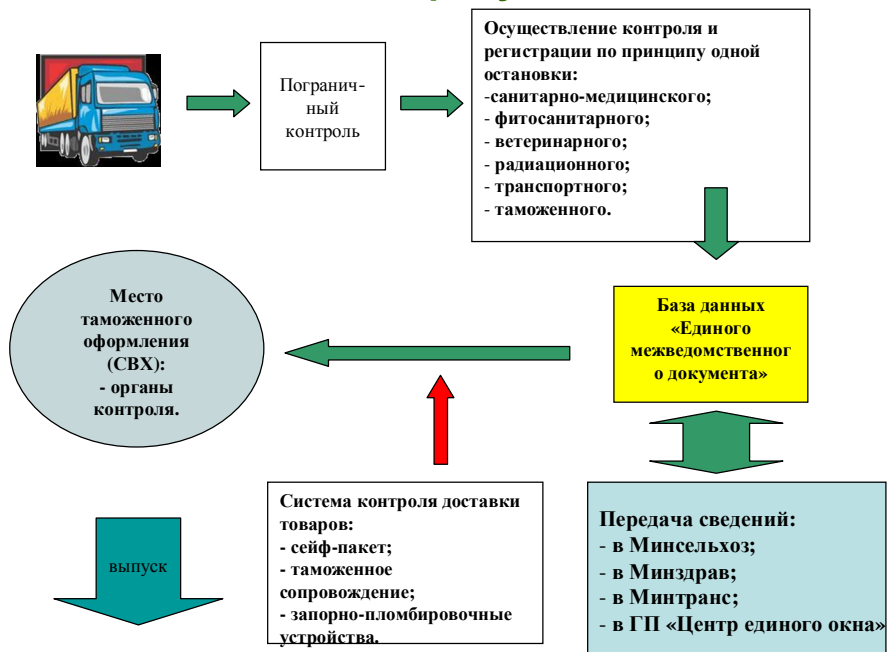 Погранич-
ный
контроль
Осуществление контроля и
регистрации по принципу одной
остановки:
-санитарно-медицинского;
- фитосанитарного;
- ветеринарного;
- радиационного;
- транспортного;
- таможенного.
Место
таможенного
оформления
(СВХ):
- органы
контроля.
База данных
«Единого
межведомственног
о документа»
выпуск
Система контроля доставки
товаров:
- сейф-пакет;
- таможенное
сопровождение;
- запорно-пломбировочные
устройства.
Передача сведений:
- в Минсельхоз;
- в Минздрав;
- в Минтранс;
- в ГП «Центр единого окна»